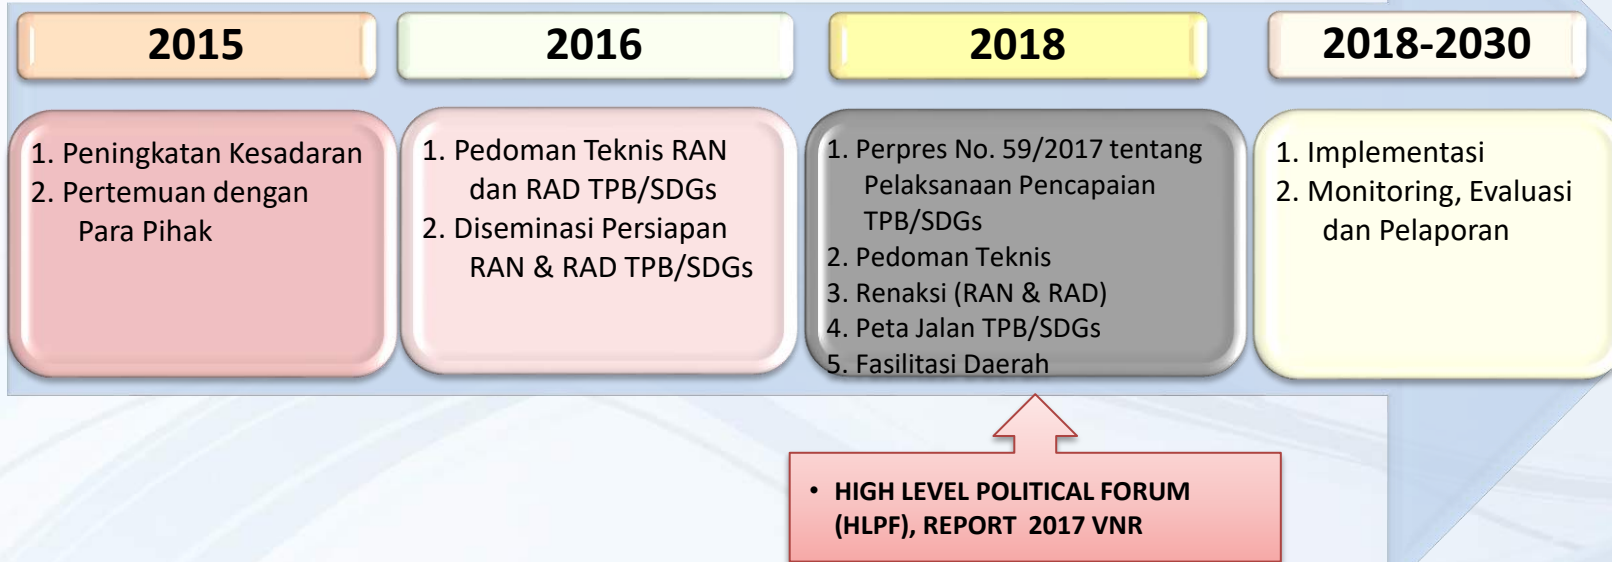 2015
1. Peningkatan Kesadaran
2. Pertemuan dengan
Para Pihak
2016
1. Pedoman Teknis RAN
dan RAD TPB/SDGs
2. Diseminasi Persiapan
RAN & RAD TPB/SDGs
2018
1. Perpres No. 59/2017 tentang
Pelaksanaan Pencapaian
TPB/SDGs
2. Pedoman Teknis
3. Renaksi (RAN & RAD)
4. Peta Jalan TPB/SDGs
5. Fasilitasi Daerah
2018-2030
1. Implementasi
2. Monitoring, Evaluasi
dan Pelaporan
• HIGH LEVEL POLITICAL FORUM
(HLPF), REPORT 2017 VNR